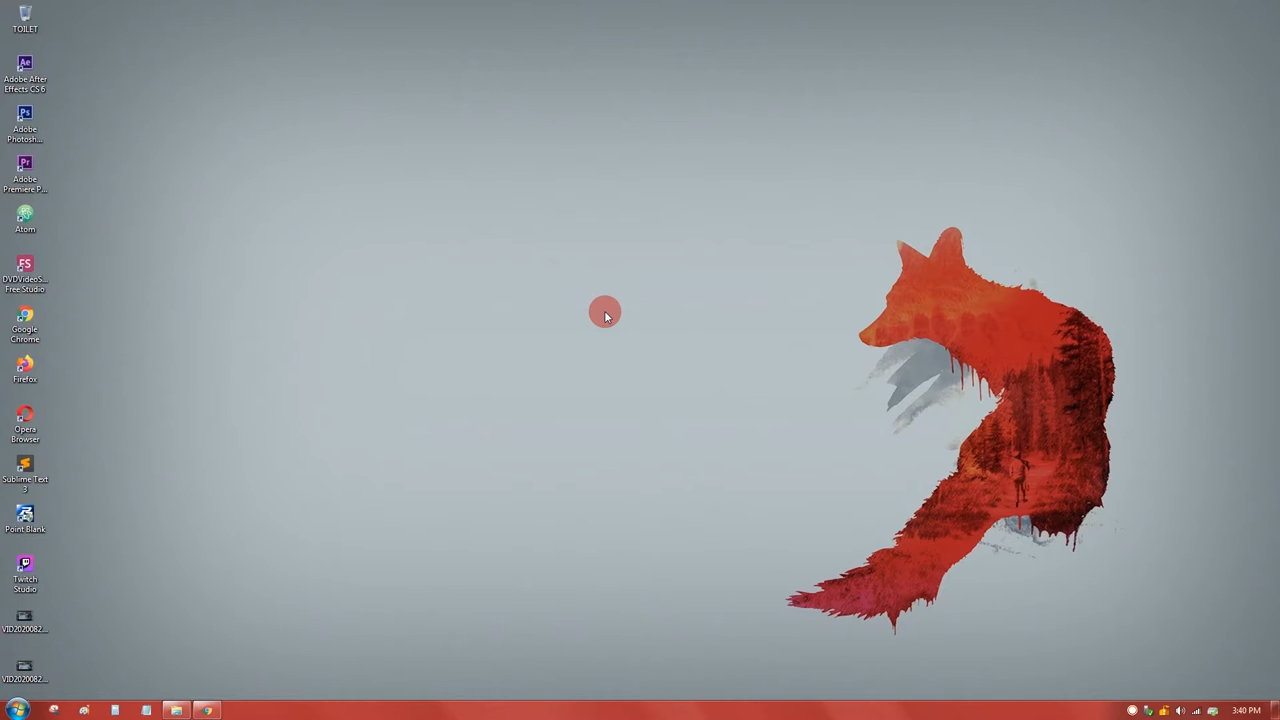 TOILET
Ae
Adobe After
Effects CS6
Ps
Adobe
Photosh...
Pr
Adobe
Premiere P...
Atom
FS
DVDVideoS...
Free Studio
Google
Chrome
Firefox
Opera
Browser
Sublime Text
3
Point Blank
Twitch
Studio
VID2020082...
VID2020082...
3:40 PM